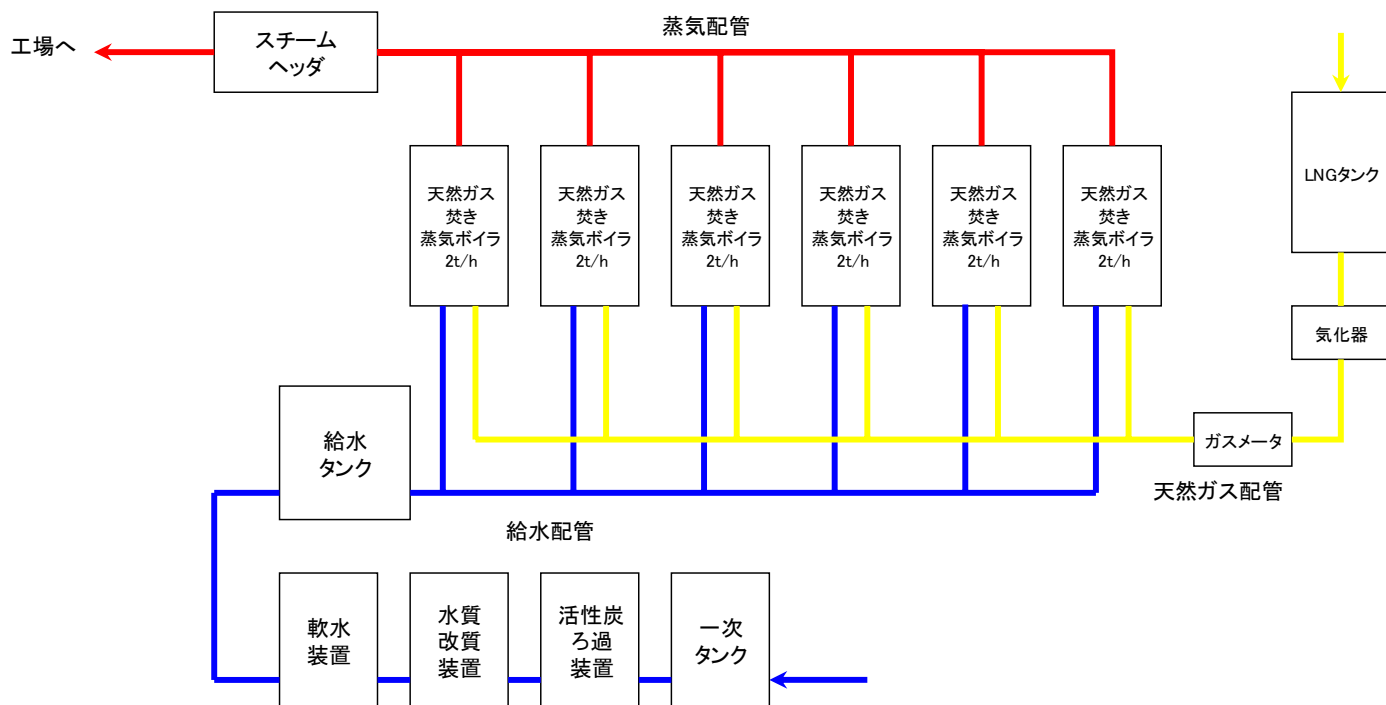 蒸気配管
工場へ
スチーム
ヘッダ
天然ガス
焚き
蒸気ボイラ
2t/h
天然ガス
焚き
蒸気ボイラ
2t/h
天然ガス
焚き
蒸気ボイラ
2t/h
天然ガス
焚き
蒸気ボイラ
2t/h
天然ガス
焚き
蒸気ボイラ
2t/h
天然ガス
焚き
蒸気ボイラ
2t/h
LNGタンク
気化器
ガスメータ
天然ガス配管
給水
タンク
給水配管
軟水
装置
水質
改質
装置
活性炭
ろ過
装置
一次
タンク